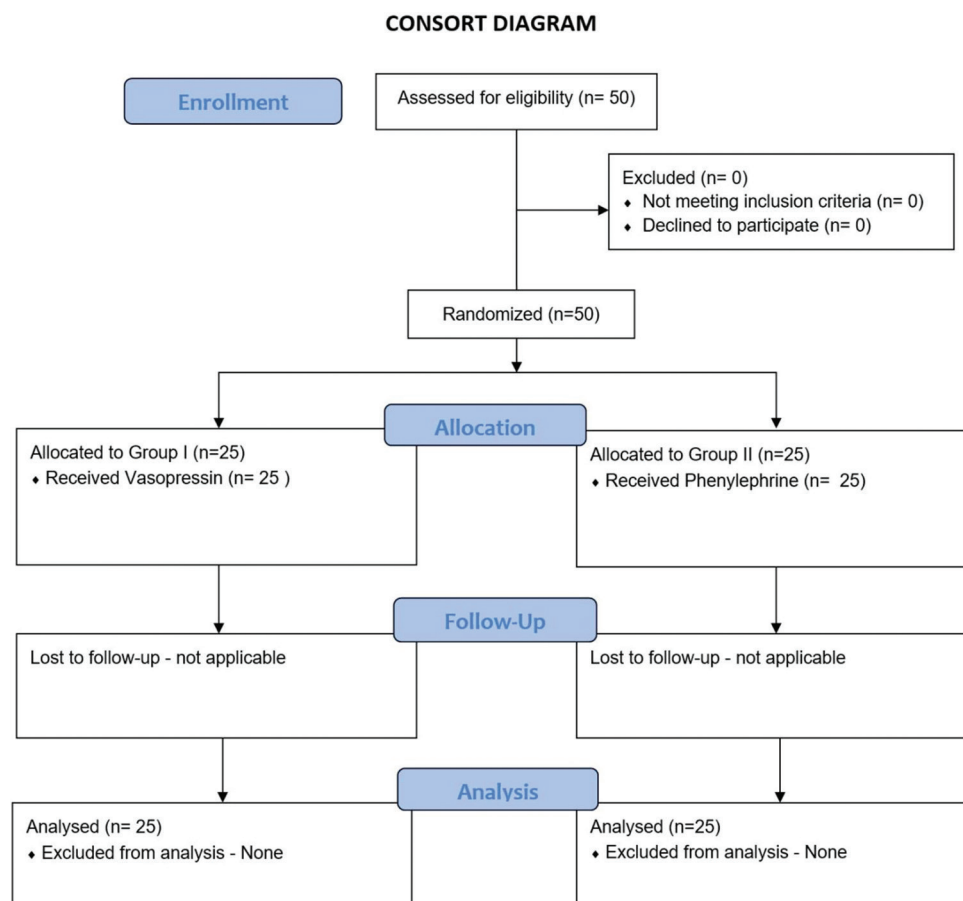 CONSORT DIAGRAM
Enrollment
Assessed for eligibility (n= 50)
Excluded (n= 0)
♦ Not meeting inclusion criteria (n= 0)
♦ Declined to participate (n= 0)
Randomized (n=50)
Allocation
Allocated to Group I (n=25)
♦ Received Vasopressin (n= 25 )
Allocated to Group II (n=25)
♦ Received Phenylephrine (n=  25)
Follow-Up
Lost to follow-up - not applicable
Lost to follow-up - not applicable
Analysis
Analysed (n= 25)
♦ Excluded from analysis - None
Analysed (n=25)
♦ Excluded from analysis - None